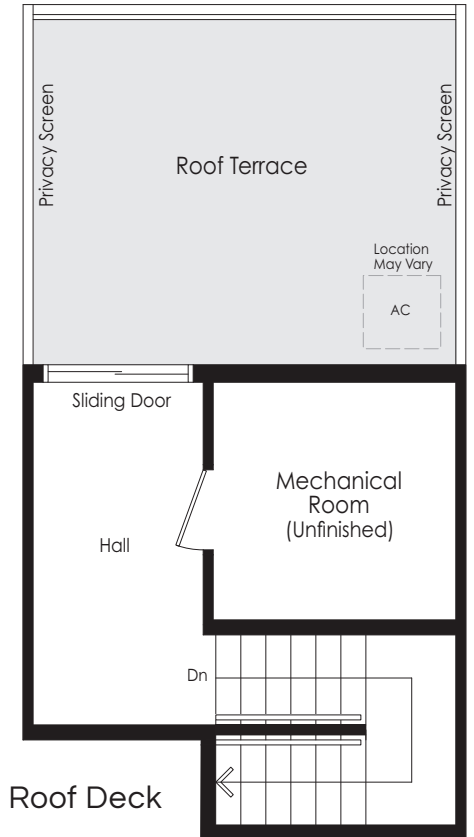 Privacy Screen
Privacy Screen
Roof Terrace
Location
May Vary
AC
Sliding Door
Mechanical
Room
(Unfinished)
Hall
Dn
Roof Deck